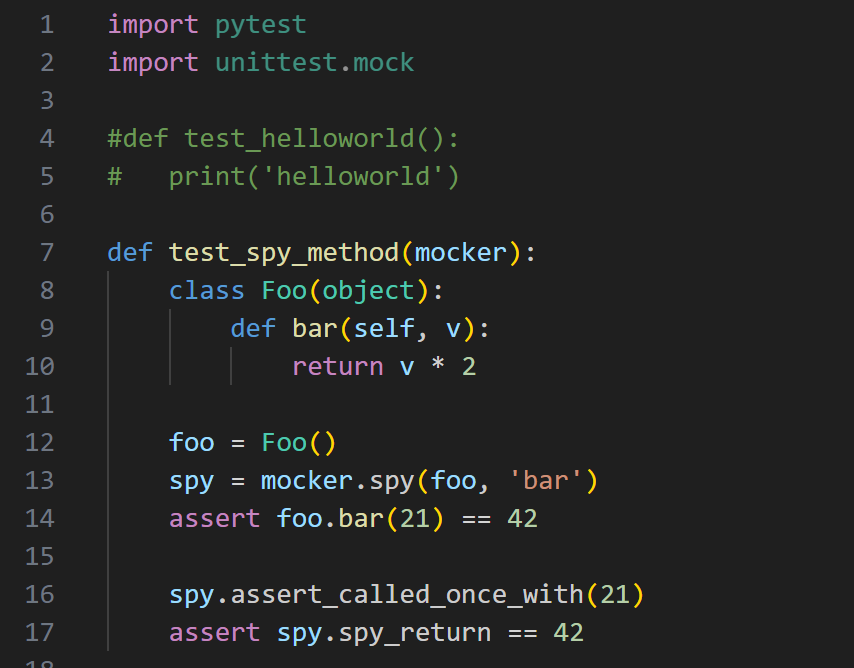 1 import pytest
2 import unittest.mock
3
4 #def test_helloworld():
5 #   print('helloworld')
6
7 def test_spy_method(mocker):
8     class Foo(object):
9         def bar(self, v):
10             return v * 2
11
12     foo = Foo()
13     spy = mocker.spy(foo, 'bar')
14     assert foo.bar(21) == 42
15
16     spy.assert_called_once_with(21)
17     assert spy.spy_return == 42
18